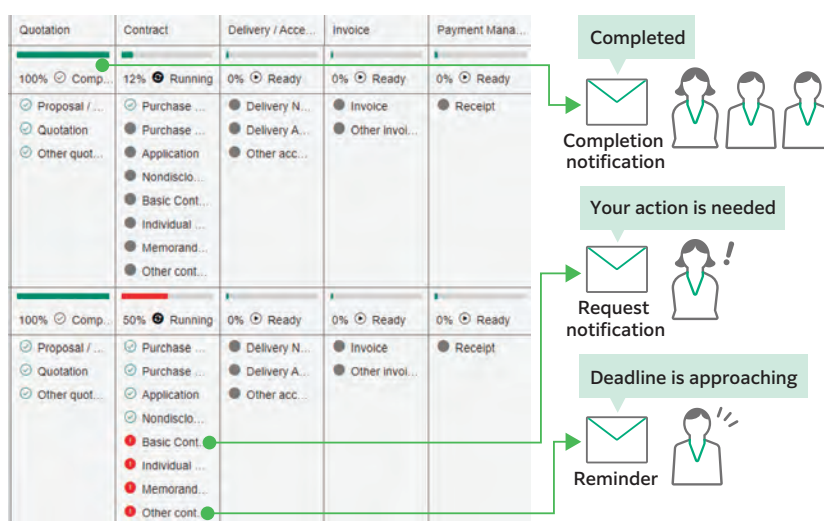 Quotation
Contract
Delivery / Acce...
Invoice
Payment Mana...
100% Comp...
12% Running
0% Ready
0% Ready
0% Ready
Proposal / ...
Purchase ...
Delivery N...
Invoice
Receipt
Quotation
Purchase ...
Delivery A...
Other invoi...
Other quot...
Application
Other acc...
Nondisclo...
Basic Cont...
Individual ...
Memorand...
Other cont...
100% Comp...
50% Running
0% Ready
0% Ready
0% Ready
Proposal / ...
Purchase ...
Delivery N...
Invoice
Receipt
Quotation
Purchase ...
Delivery A...
Other invoi...
Other quot...
Application
Other acc...
Nondisclo...
Basic Cont...
Individual ...
Memorand...
Other cont...
Completed
Completion
notification
Your action is needed
Request
notification
Deadline is approaching
Reminder